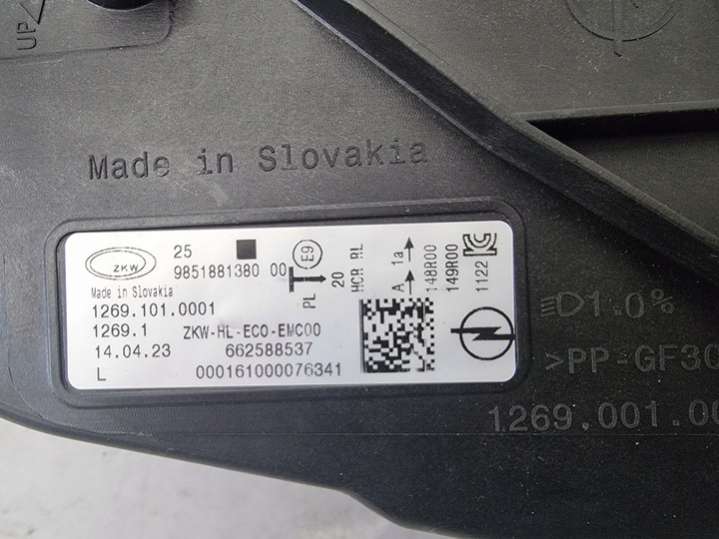 UP
Made in Slovakia
ZKW
25
9851881380 00
E9
PL
20
HCR RL
A 1a
148R00
149R00
1122
Made in Slovakia
1269.101.0001
1269.1 ZKW-HL-ECO-EMC00
14.04.23 662588537
L 000161000076341
1.0%
>PP-GF30
1269.001.00